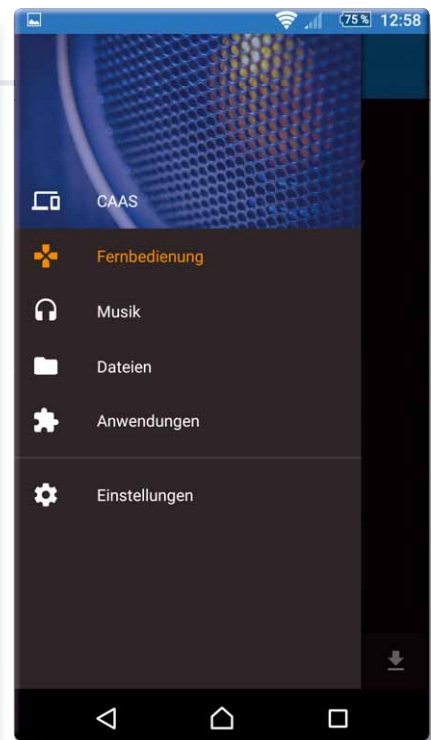 75 % 12:58
CAAS
Fernbedienung
Musik
Dateien
Anwendungen
Einstellungen